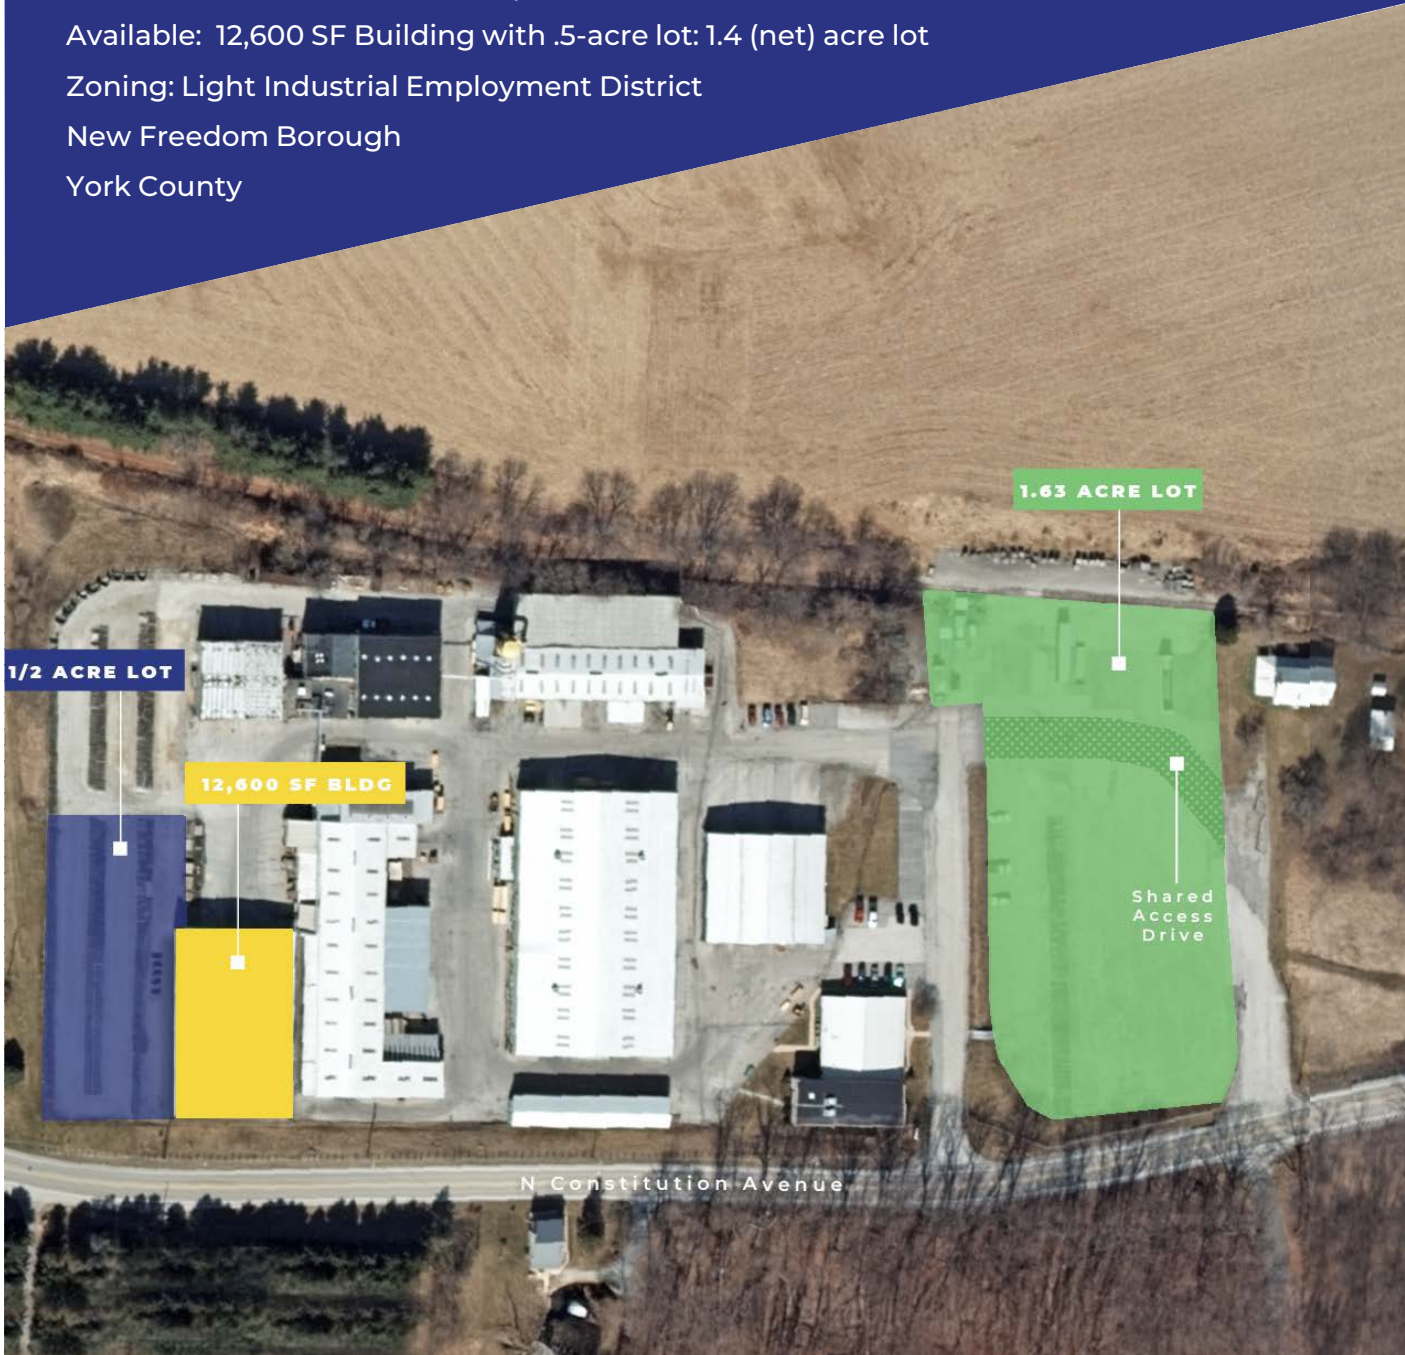 Available: 12,600 SF Building with .5-acre lot: 1.4 (net) acre lot
Zoning: Light Industrial Employment District
New Freedom Borough
York County
1.63 ACRE LOT
1/2 ACRE LOT
12,600 SF BLDG
Shared
Access
Drive
N Constitution Avenue